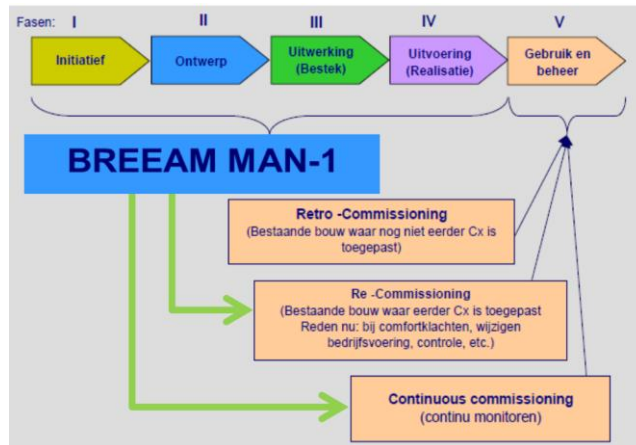 Fasen: I II III IV V
Initiatief
Ontwerp
Uitwerking
(Bestek)
Uitvoering
(Realisatie)
Gebruik en
beheer
BREEAM MAN-1
Retro -Commissioning
(Bestaande bouw waar nog niet eerder Cx is
toegepast)
Re -Commissioning
(Bestaande bouw waar eerder Cx is toegepast
Reden nu: bij comfortklachten, wijzigen
bedrijfsvoering, controle, etc.)
Continuous commissioning
(continu monitoren)